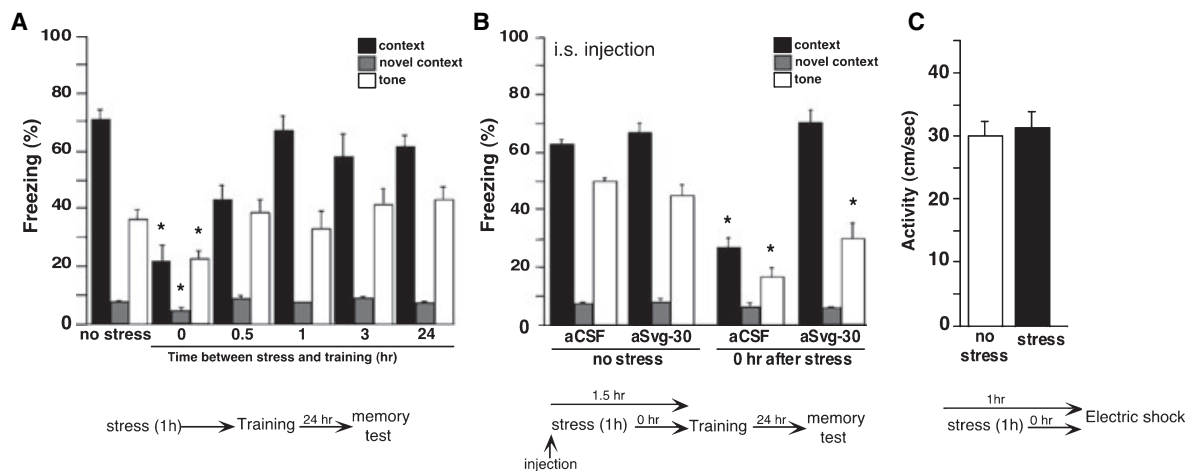 A
Freezing (%)
100
80
60
40
20
0
context
novel context
tone
*
*
*
no stress 0 0.5 1 3 24
Time between stress and training (hr)
stress (1h) Training 24 hr memory
test
B
i.s. injection
Freezing (%)
100
80
60
40
20
0
context
novel context
tone
*
*
*
aCSF aSvg-30 aCSF aSvg-30
no stress 0 hr after stress
1.5 hr
stress (1h) 0 hr Training 24 hr memory
test
injection
C
Activity (cm/sec)
40
30
20
10
0
no
stress
stress
1hr
stress (1h) 0 hr Electric shock